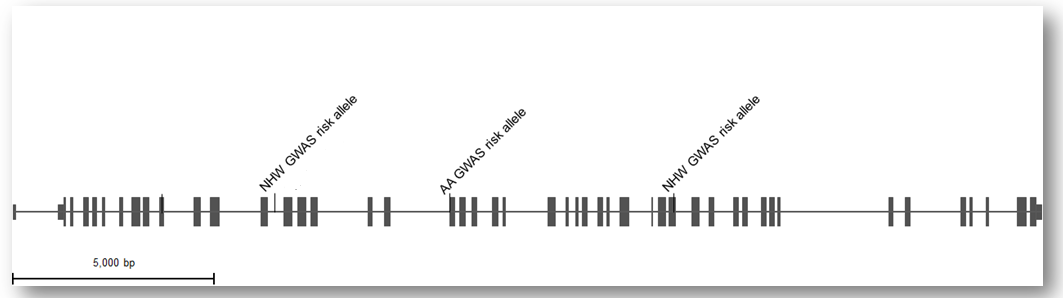 NHW GWAS risk allele
AA GWAS risk allele
NHW GWAS risk allele
5,000 bp